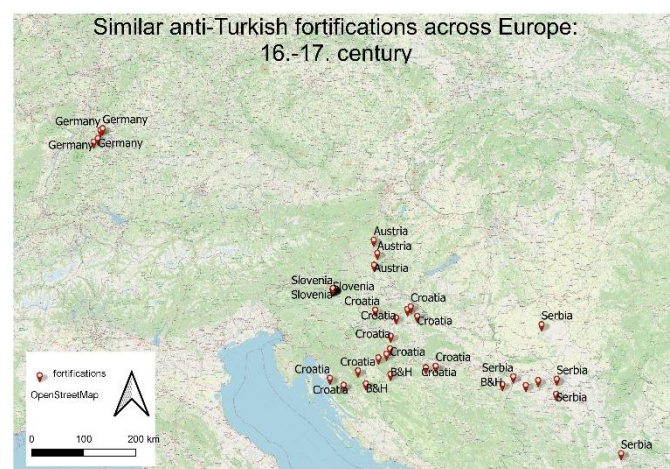 Similar anti-Turkish fortifications across Europe:
16.-17. century
Germany Germany
Germany Germany
Austria
Austria
Austria
Slovenia Slovenia
Slovenia
Croatia Croatia
Croatia Croatia
Serbia
Croatia
Croatia Croatia
Croatia
Croatia B&H Croatia Serbia Serbia
Croatia B&H B&H
Serbia
Serbia
fortifications
OpenStreetMap
0 100 200 km